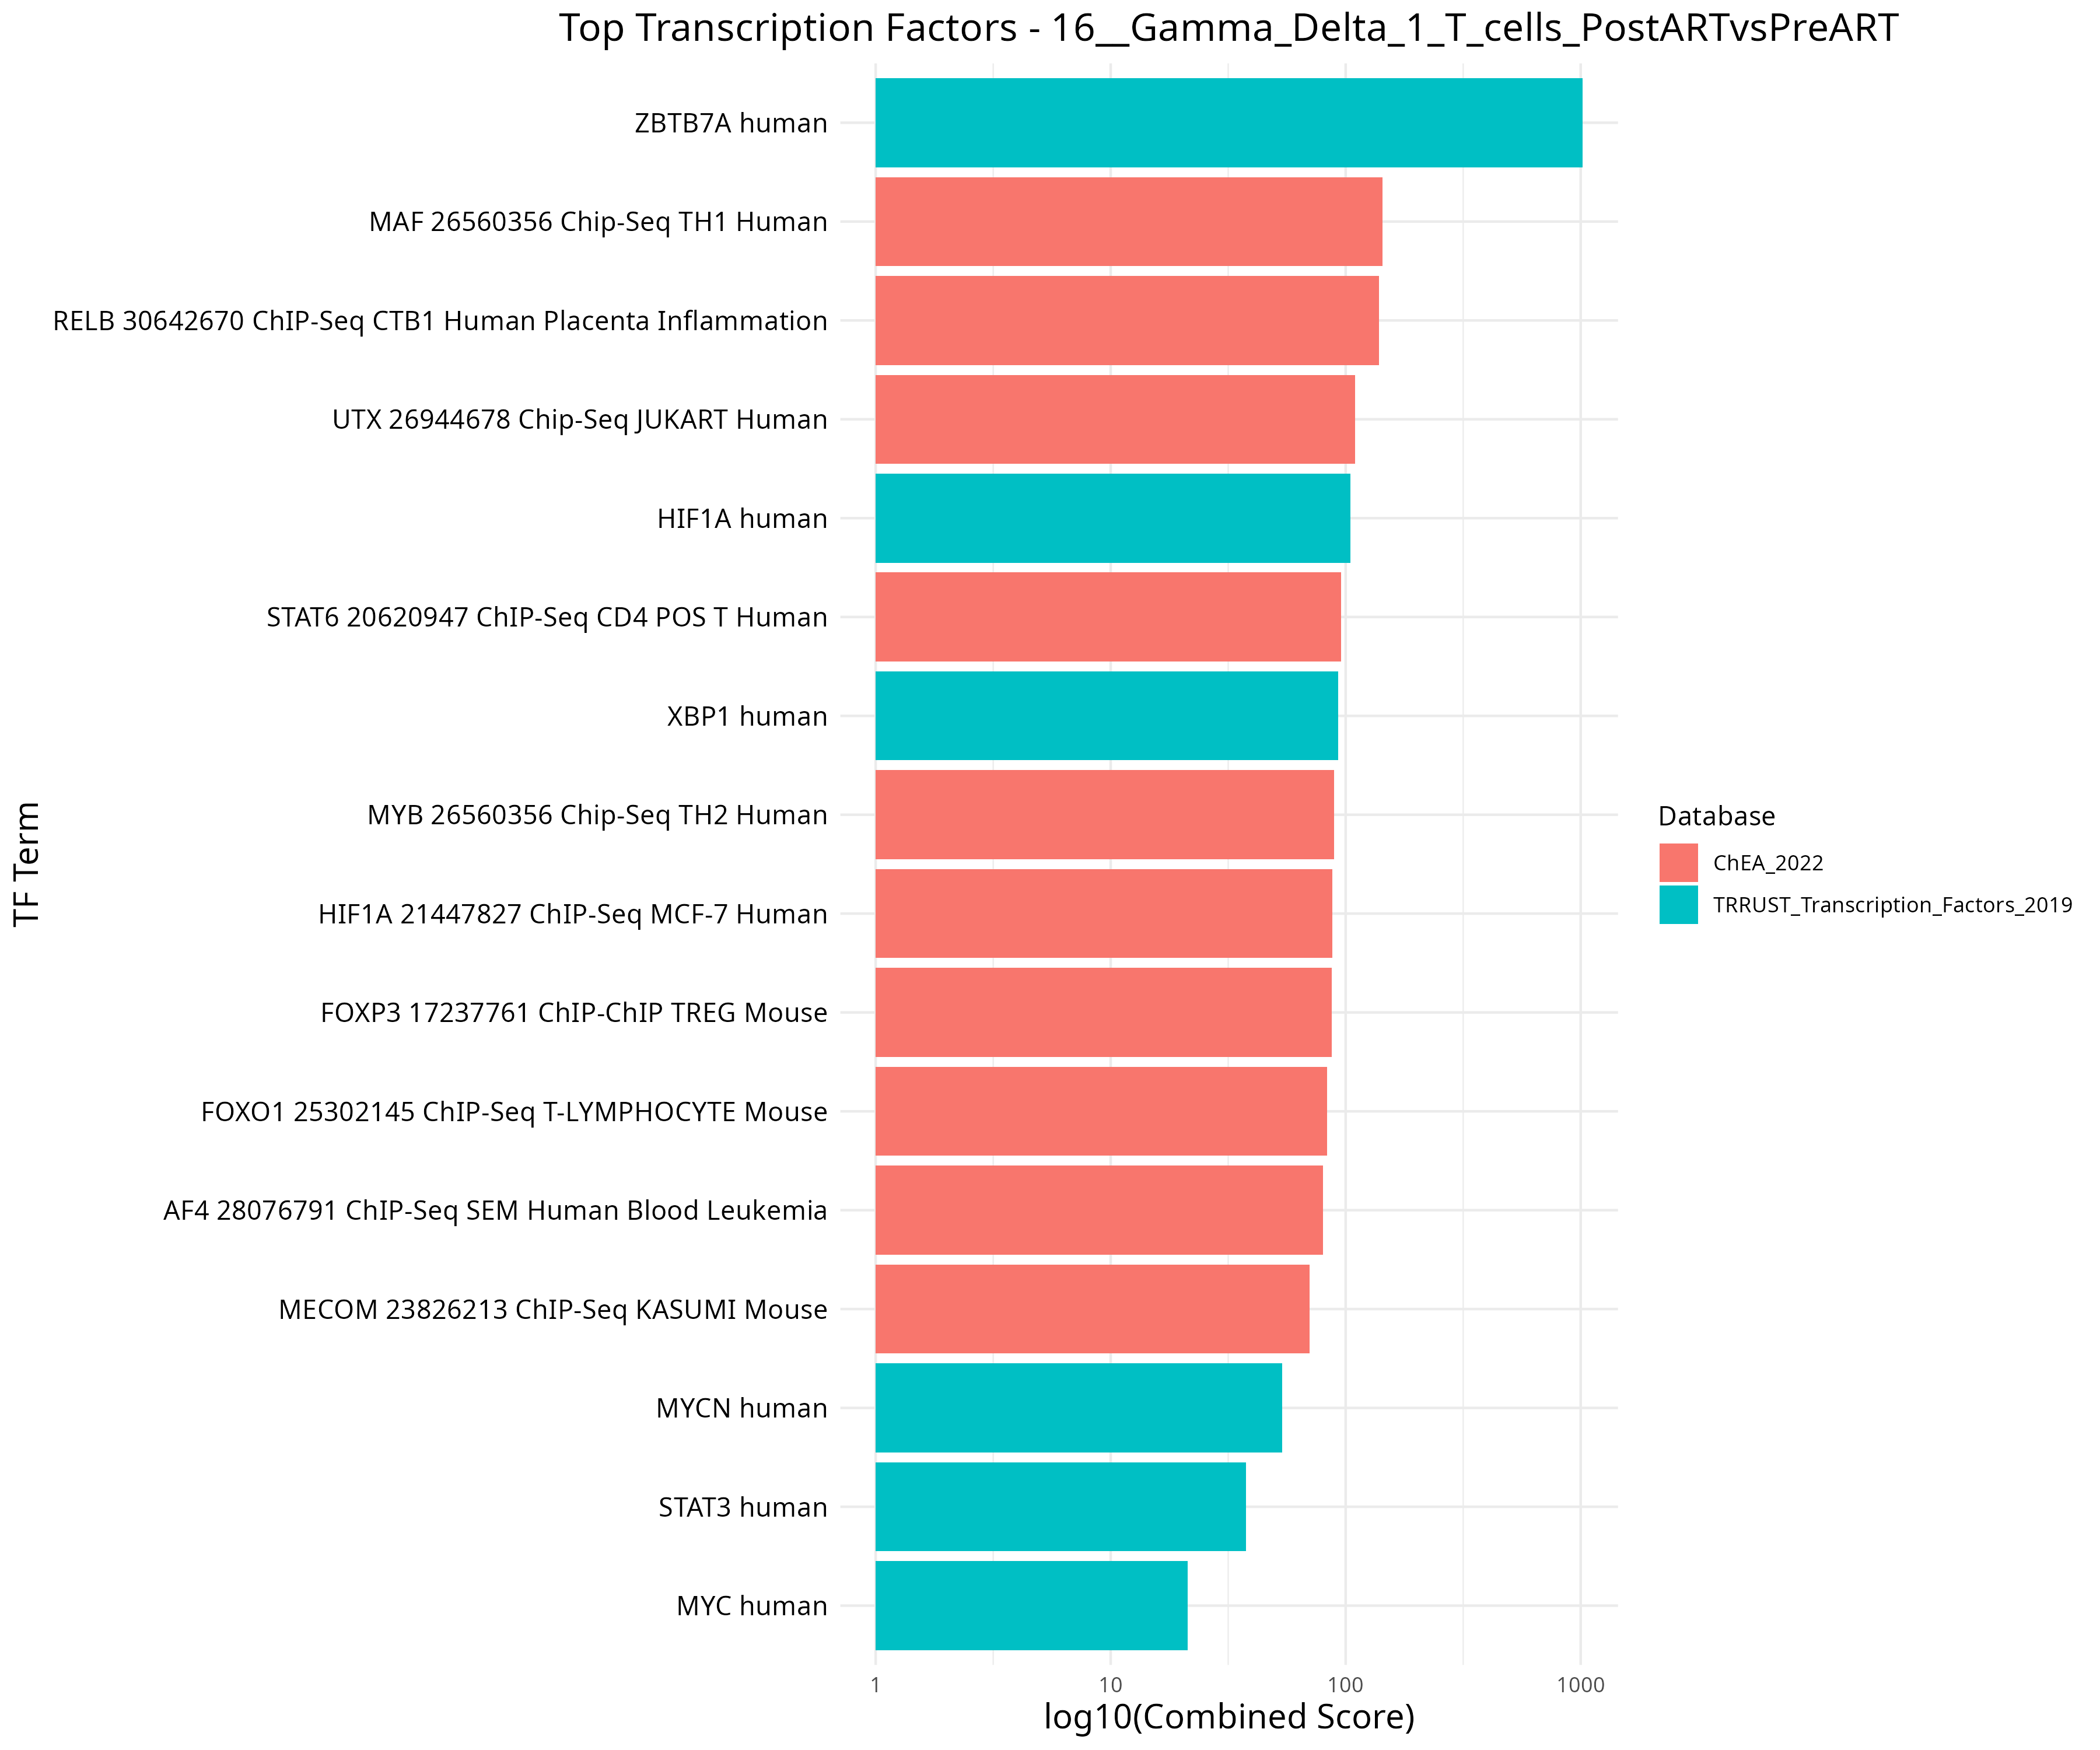 Top Transcription Factors - 16__Gamma_Delta_1_T_cells_PostARTvsPreART
TF Term
ZBTB7A human
MAF 26560356 Chip-Seq TH1 Human
RELB 30642670 ChIP-Seq CTB1 Human Placenta Inflammation
UTX 26944678 Chip-Seq JUKART Human
HIF1A human
STAT6 20620947 ChIP-Seq CD4 POS T Human
XBP1 human
MYB 26560356 Chip-Seq TH2 Human
HIF1A 21447827 ChIP-Seq MCF-7 Human
FOXP3 17237761 ChIP-ChIP TREG Mouse
FOXO1 25302145 ChIP-Seq T-LYMPHOCYTE Mouse
AF4 28076791 ChIP-Seq SEM Human Blood Leukemia
MECOM 23826213 ChIP-Seq KASUMI Mouse
MYCN human
STAT3 human
MYC human
1 10 100 1000
log10(Combined Score)
Database
ChEA_2022
TRRUST_Transcription_Factors_2019